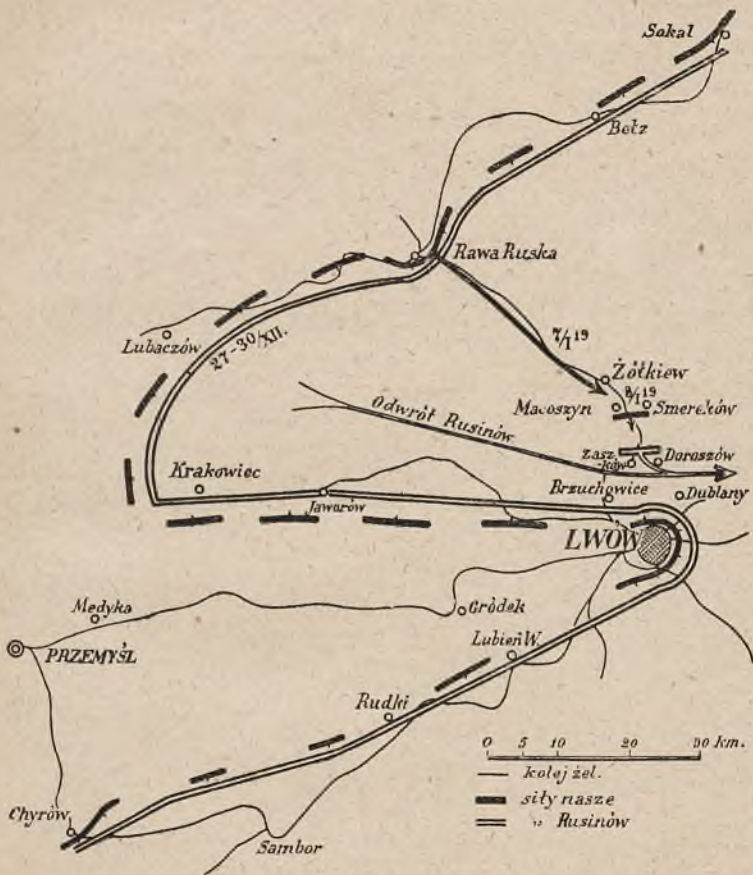 Sokal
Bełz
Rawa Ruska
Lubaczów
27-30/XII.
7/I 19
Żółkiew
8/I 19
Macoszyn
Smereków
Odwrót Rusinów
Zasz-
-ków
Doroszów
Krakowiec
Jaworów
Brzuchowice
Dublany
LWÓW
Medyka
Gródek
PRZEMYŚL
Lubień W.
Rudki
0 5 10 20 30 km.
kolej żel.
siły nasze
„ Rusinów
Chyrów
Sambor